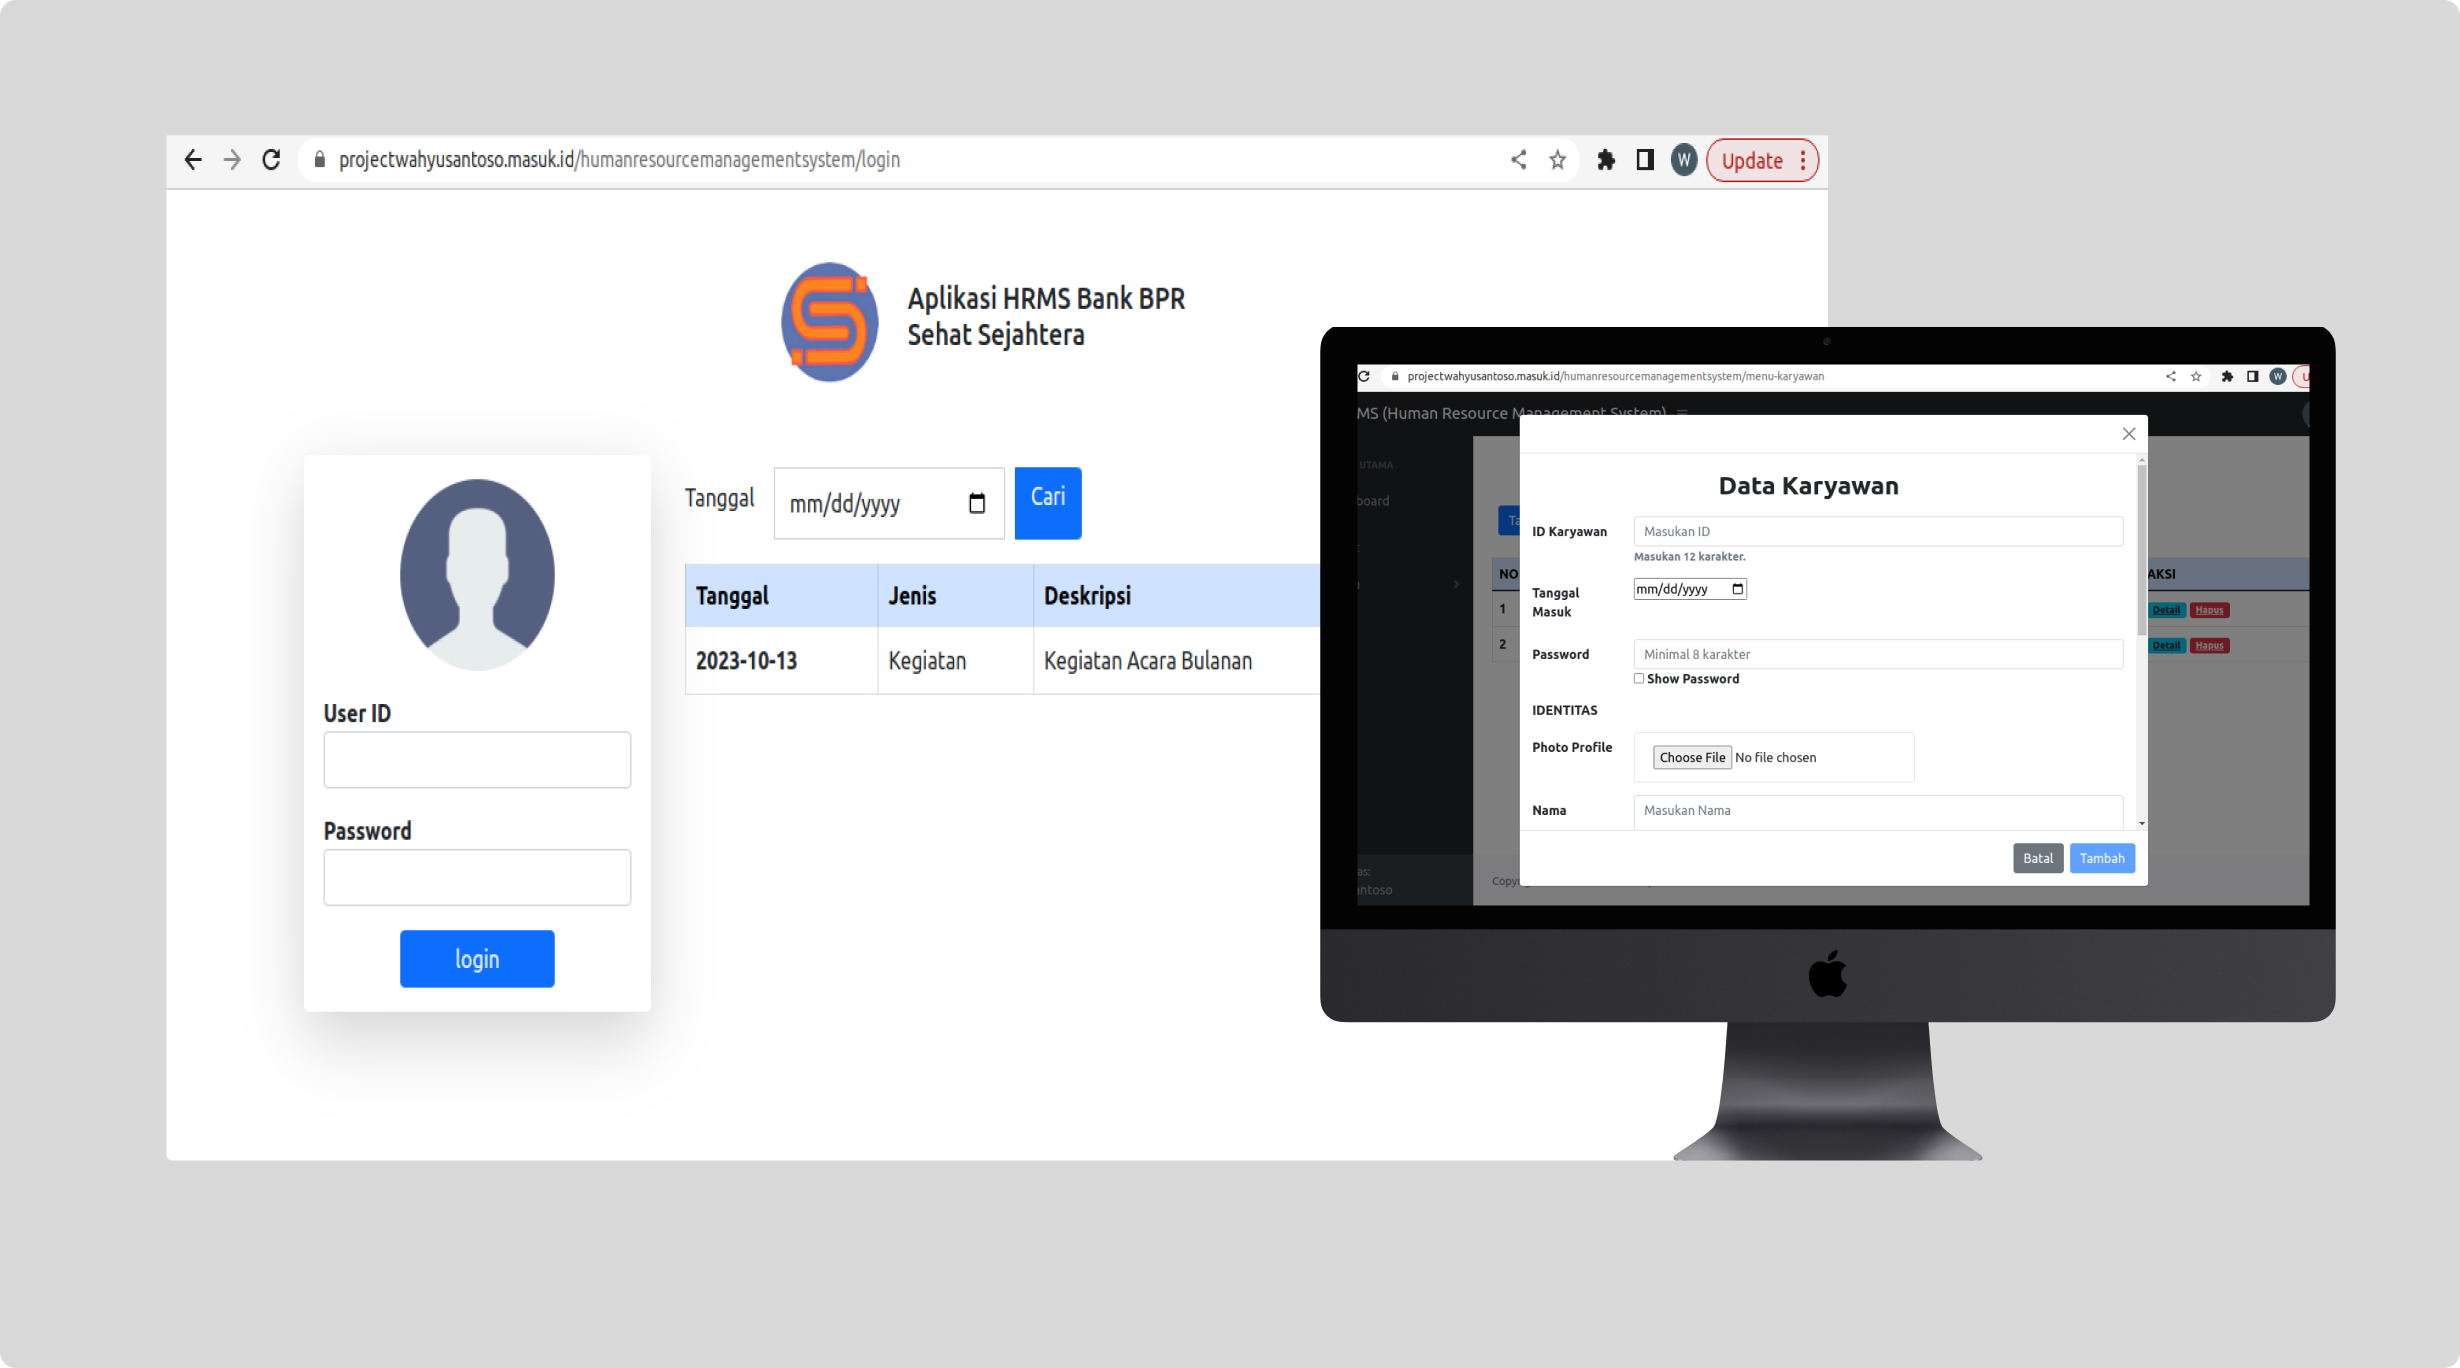 projectwahyusantoso.masuk.id/humanresourcemanagementsystem/login
W
Update
Aplikasi HRMS Bank BPR
Sehat Sejahtera
Tanggal
mm/dd/yyyy
Cari
Tanggal Jenis Deskripsi
2023-10-13 Kegiatan Kegiatan Acara Bulanan
User ID
Password
login
projectwahyusantoso.masuk.id/humanresourcemanagementsystem/menu-karyawan
W
U
MS (Human Resource Management System)
UTAMA
board
Ta
NO
AKSI
1
Detail Hapus
2
Detail Hapus
as:
antoso
Copy
Data Karyawan
ID Karyawan
Masukan ID
Masukan 12 karakter.
Tanggal
Masuk
mm/dd/yyyy
Password
Minimal 8 karakter
Show Password
IDENTITAS
Photo Profile
Choose File No file chosen
Nama
Masukan Nama
Batal
Tambah